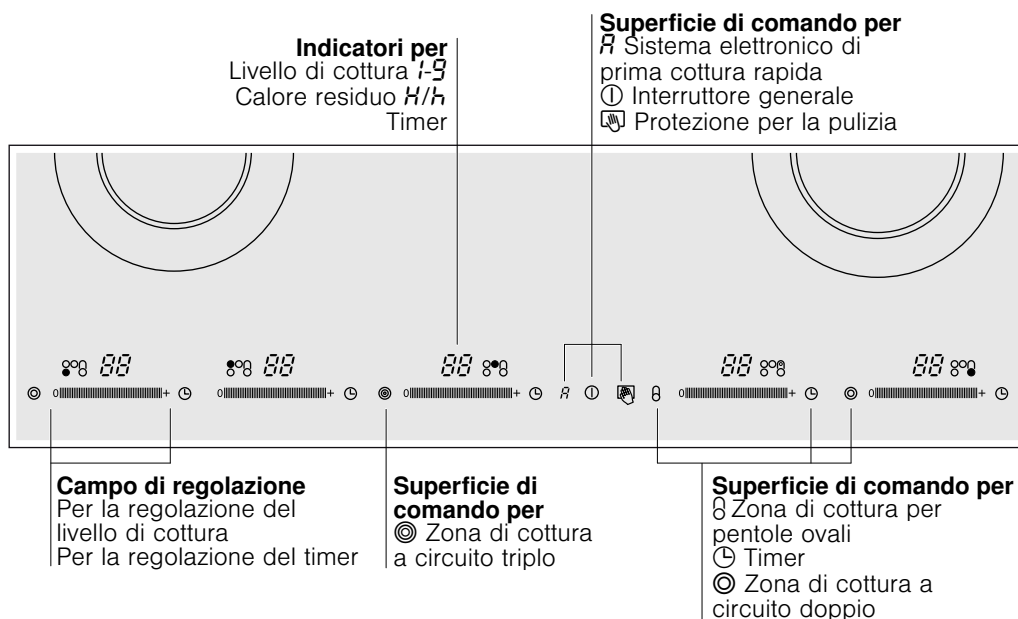 Indicatori per
Livello di cottura 1-9
Calore residuo H/h
Timer
Superficie di comando per
A Sistema elettronico di
prima cottura rapida
Interruttore generale
Protezione per la pulizia
88
88
88
88
88
0 +
0 +
0 +
A
0 +
0 +
Campo di regolazione
Per la regolazione del
livello di cottura
Per la regolazione del timer
Superficie di
comando per
Zona di cottura
a circuito triplo
Superficie di comando per
Zona di cottura per
pentole ovali
Timer
Zona di cottura a
circuito doppio